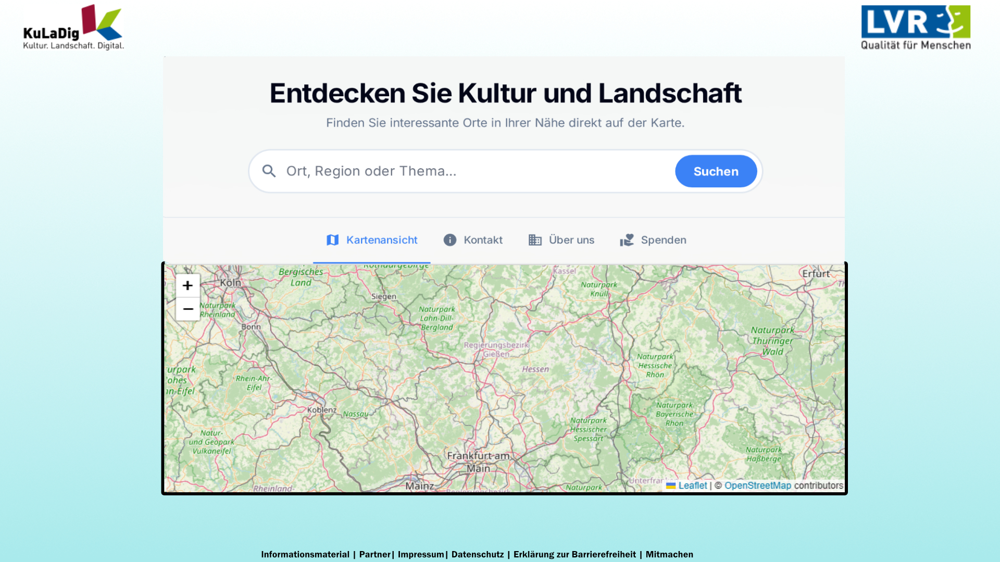 KuLaDig
Kultur. Landschaft. Digital.
LVR
Qualität für Menschen
Entdecken Sie Kultur und Landschaft
Finden Sie interessante Orte in Ihrer Nähe direkt auf der Karte.
Ort, Region oder Thema...
Suchen
Kartenansicht
Kontakt
Über uns
Spenden
+
−
Rothaargebirge
Bergisches
Land
Köln
Kassel
Erfurt
Naturpark
Knüll
Siegen
Naturpark
Rheinland
Naturpark
Lahn-Dill-
Bergland
Bonn
Naturpark
Thüringer
Wald
Regierungsbezirk
Gießen
Naturpark
Hessische
Rhön
Hessen
urpark
ohes
nn-Eifel
Rhein-Ahr-
Eifel
Koblenz
Nassau
Naturpark
Bayerische
Rhön
Naturpark
Hessischer
Spessart
Natur-
und Geopark
Vulkaneifel
Naturpark
Haßberge
Frankfurt am
Main
Mainz
Rheinland-
Regierungsbezirk
Naturpark
Unterfran
Leaflet | © OpenStreetMap contributors
Informationsmaterial | Partner| Impressum| Datenschutz | Erklärung zur Barrierefreiheit | Mitmachen